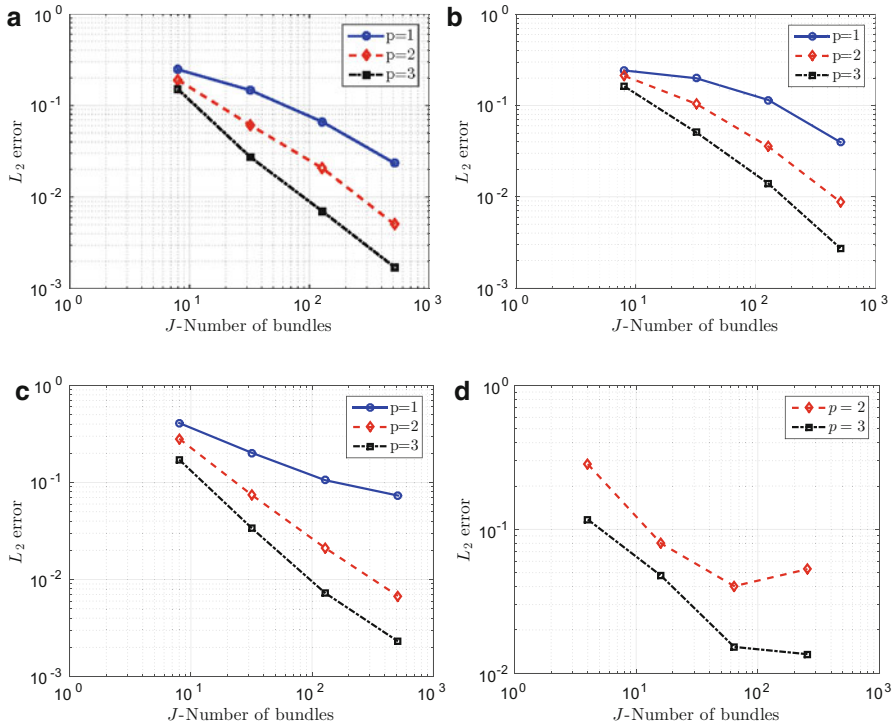 a
10^0
10^-1
10^-2
10^-3
L_2 error
10^0 10^1 10^2 10^3
J-Number of bundles
p=1
p=2
p=3
b
10^0
10^-1
10^-2
10^-3
L_2 error
10^0 10^1 10^2 10^3
J-Number of bundles
p=1
p=2
p=3
c
10^0
10^-1
10^-2
10^-3
L_2 error
10^0 10^1 10^2 10^3
J-Number of bundles
p=1
p=2
p=3
d
10^0
10^-1
10^-2
L_2 error
10^0 10^1 10^2 10^3
J-Number of bundles
p = 2
p = 3